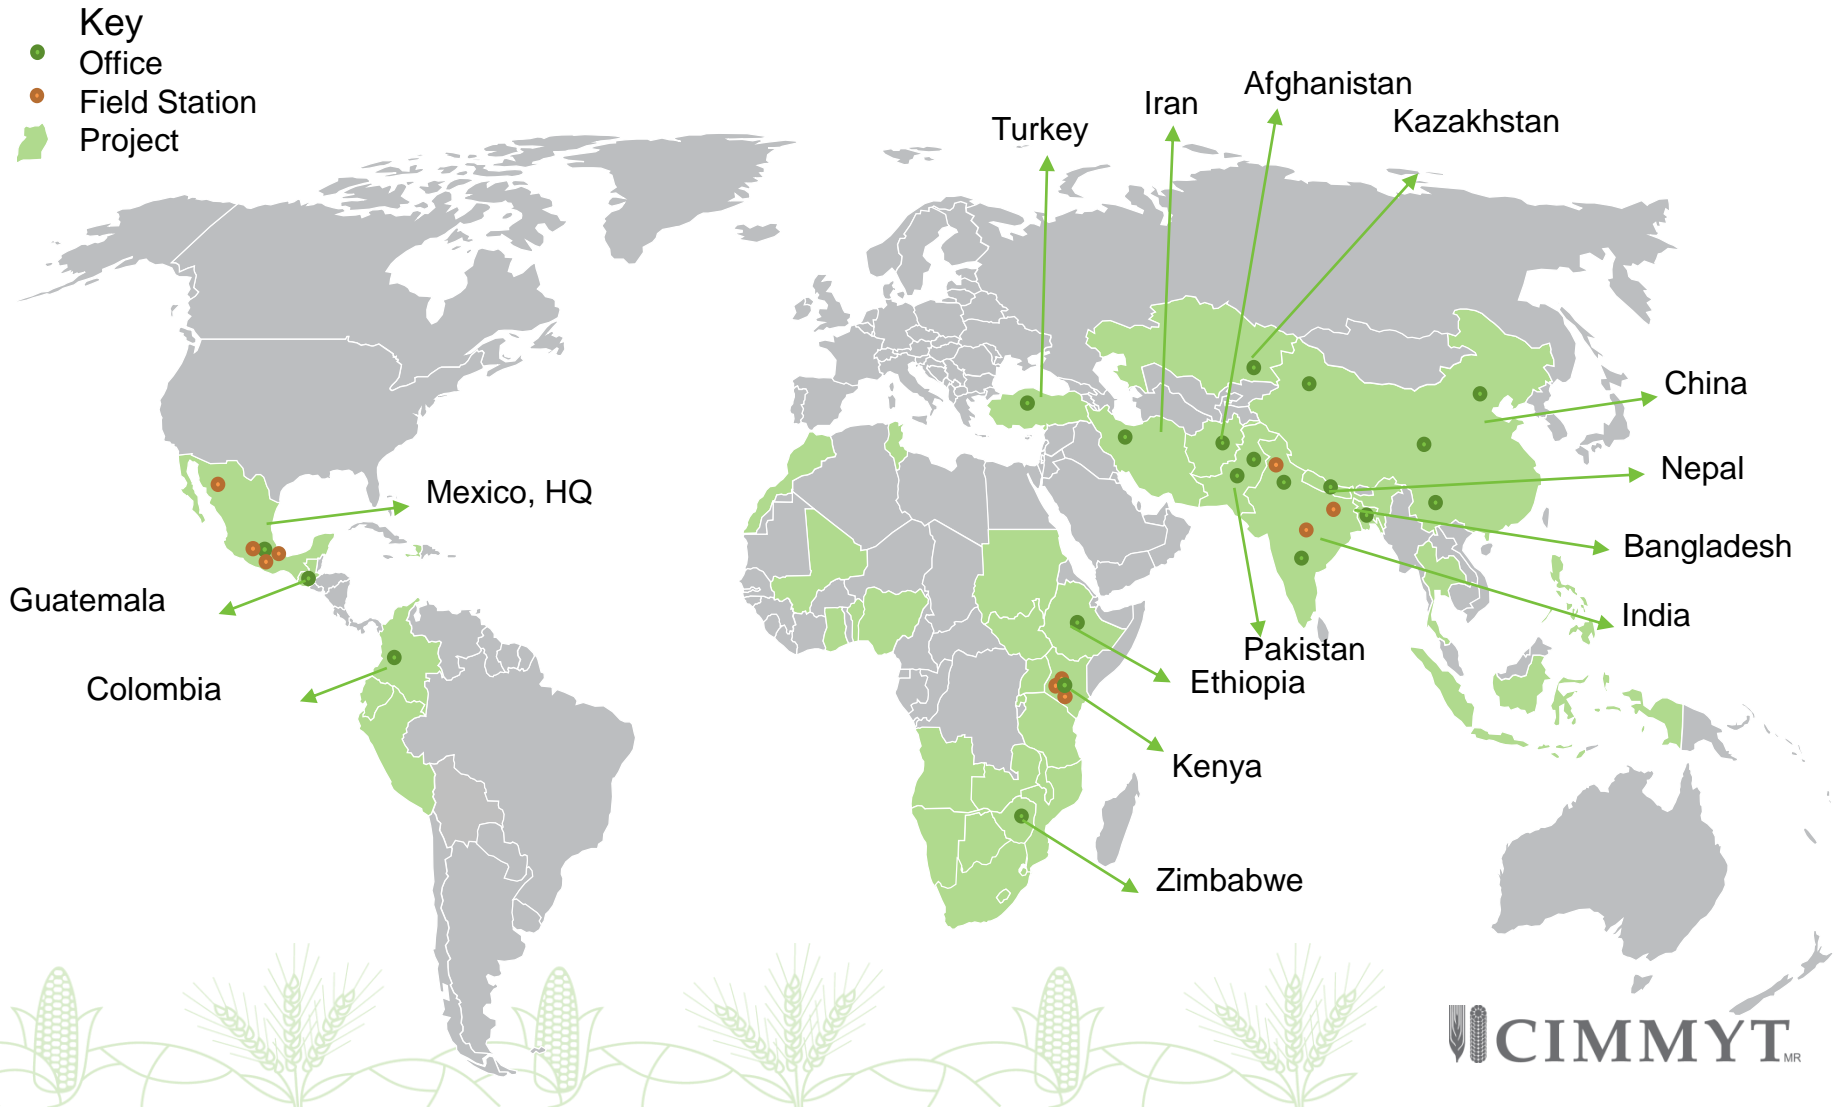 Key
Office
Field Station
Project
Afghanistan
Iran
Kazakhstan
Turkey
China
Nepal
Mexico, HQ
Bangladesh
Guatemala
India
Pakistan
Ethiopia
Colombia
Kenya
Zimbabwe
CIMMYT
MR